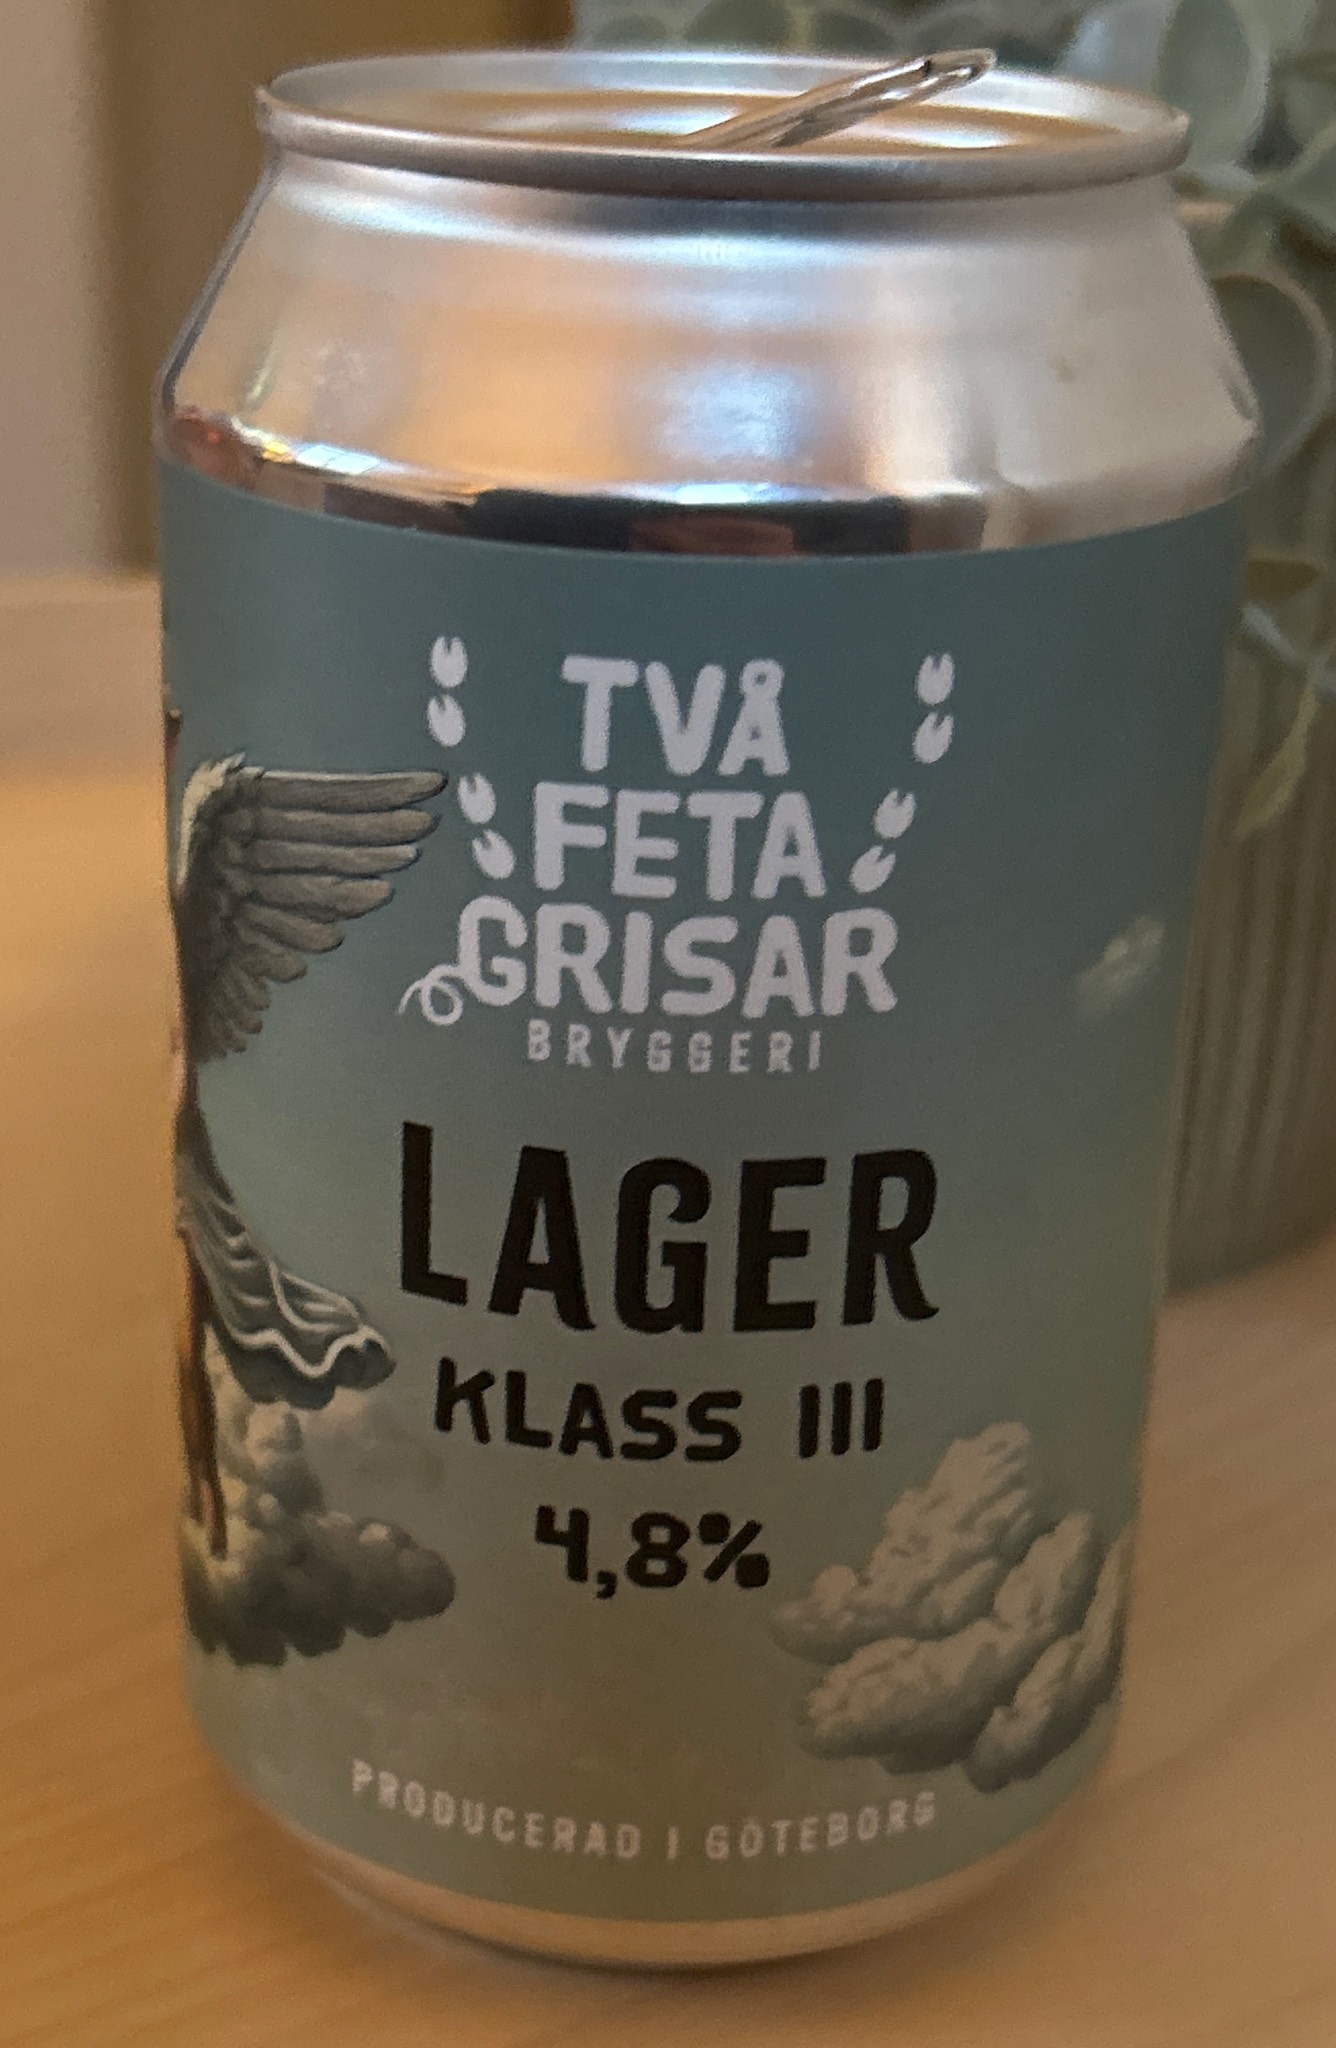 TVÅ
FETA
GRISAR
BRYGGERI
LAGER
KLASS III
4,8%
PRODUCERAD I GÖTEBORG